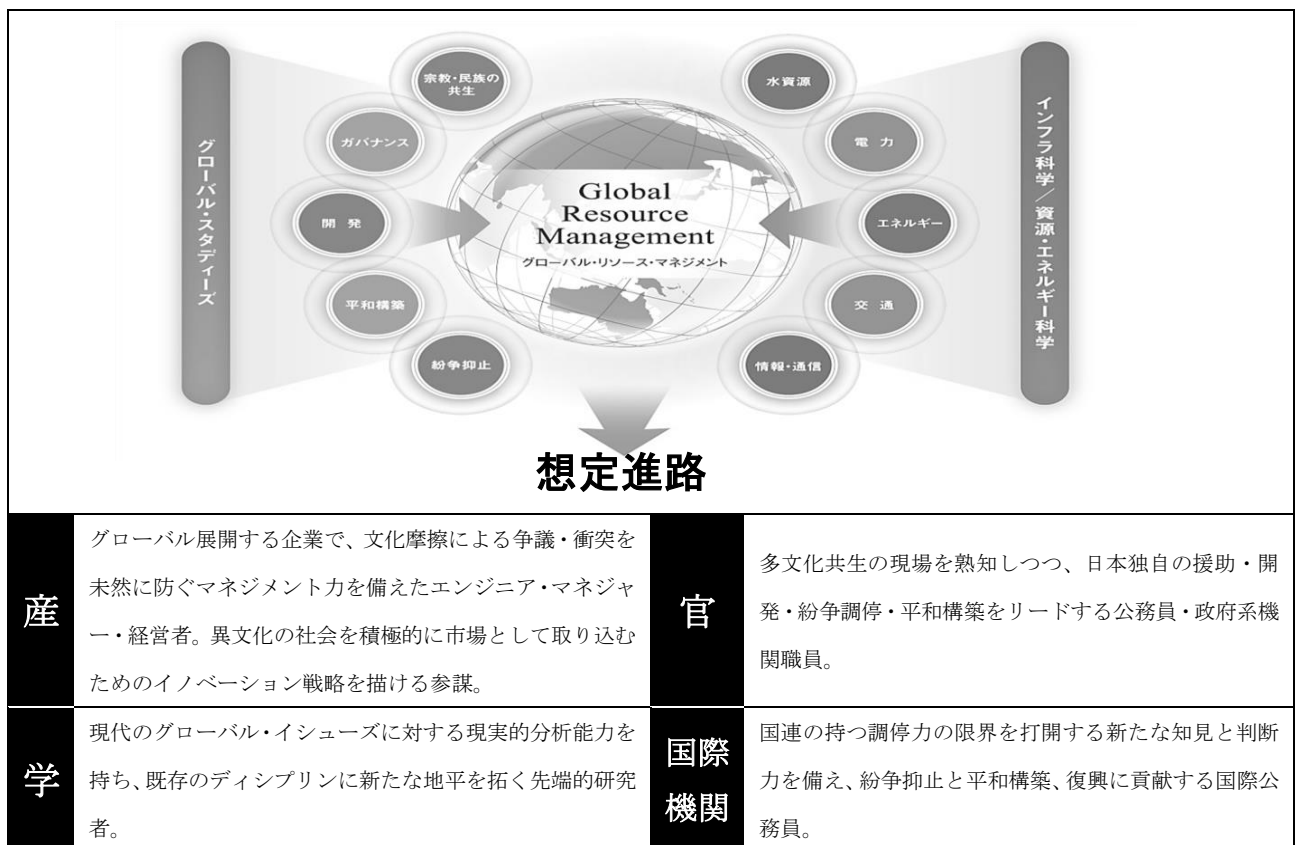 グローバル・スタディーズ
宗教・民族の
共生
ガバナンス
開発
平和構築
紛争抑止
Global
Resource
Management
グローバル・リソース・マネジメント
水資源
電力
エネルギー
交通
情報・通信
インフラ科学／資源・エネルギー科学
想定進路
産
グローバル展開する企業で、文化摩擦による争議・衝突を
未然に防ぐマネジメント力を備えたエンジニア・マネジャ
ー・経営者。異文化の社会を積極的に市場として取り込む
ためのイノベーション戦略を描ける参謀。
官
多文化共生の現場を熟知しつつ、日本独自の援助・開
発・紛争調停・平和構築をリードする公務員・政府系機
関職員。
学
現代のグローバル・イシューズに対する現実的分析能力を
持ち、既存のディシプリンに新たな地平を拓く先端的研究
者。
国際
機関
国連の持つ調停力の限界を打開する新たな知見と判断
力を備え、紛争抑止と平和構築、復興に貢献する国際公
務員。